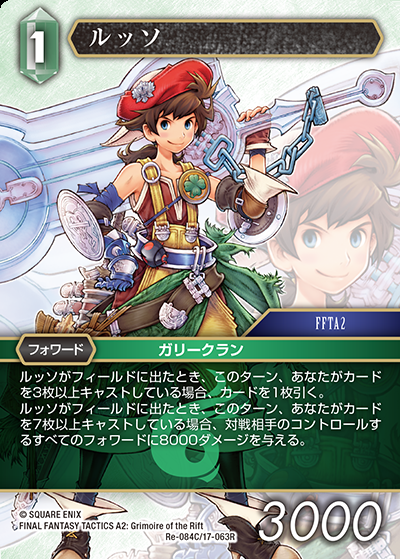 1
ルッソ
FFTA2
フォワード
ガリークラン
ルッソがフィールドに出たとき、このターン、あなたがカード
を3枚以上キャストしている場合、カードを1枚引く。
ルッソがフィールドに出たとき、このターン、あなたがカード
を7枚以上キャストしている場合、対戦相手のコントロールす
るすべてのフォワードに8000ダメージを与える。
© SQUARE ENIX
FINAL FANTASY TACTICS A2: Grimoire of the Rift
Re-084C/17-063R
3000